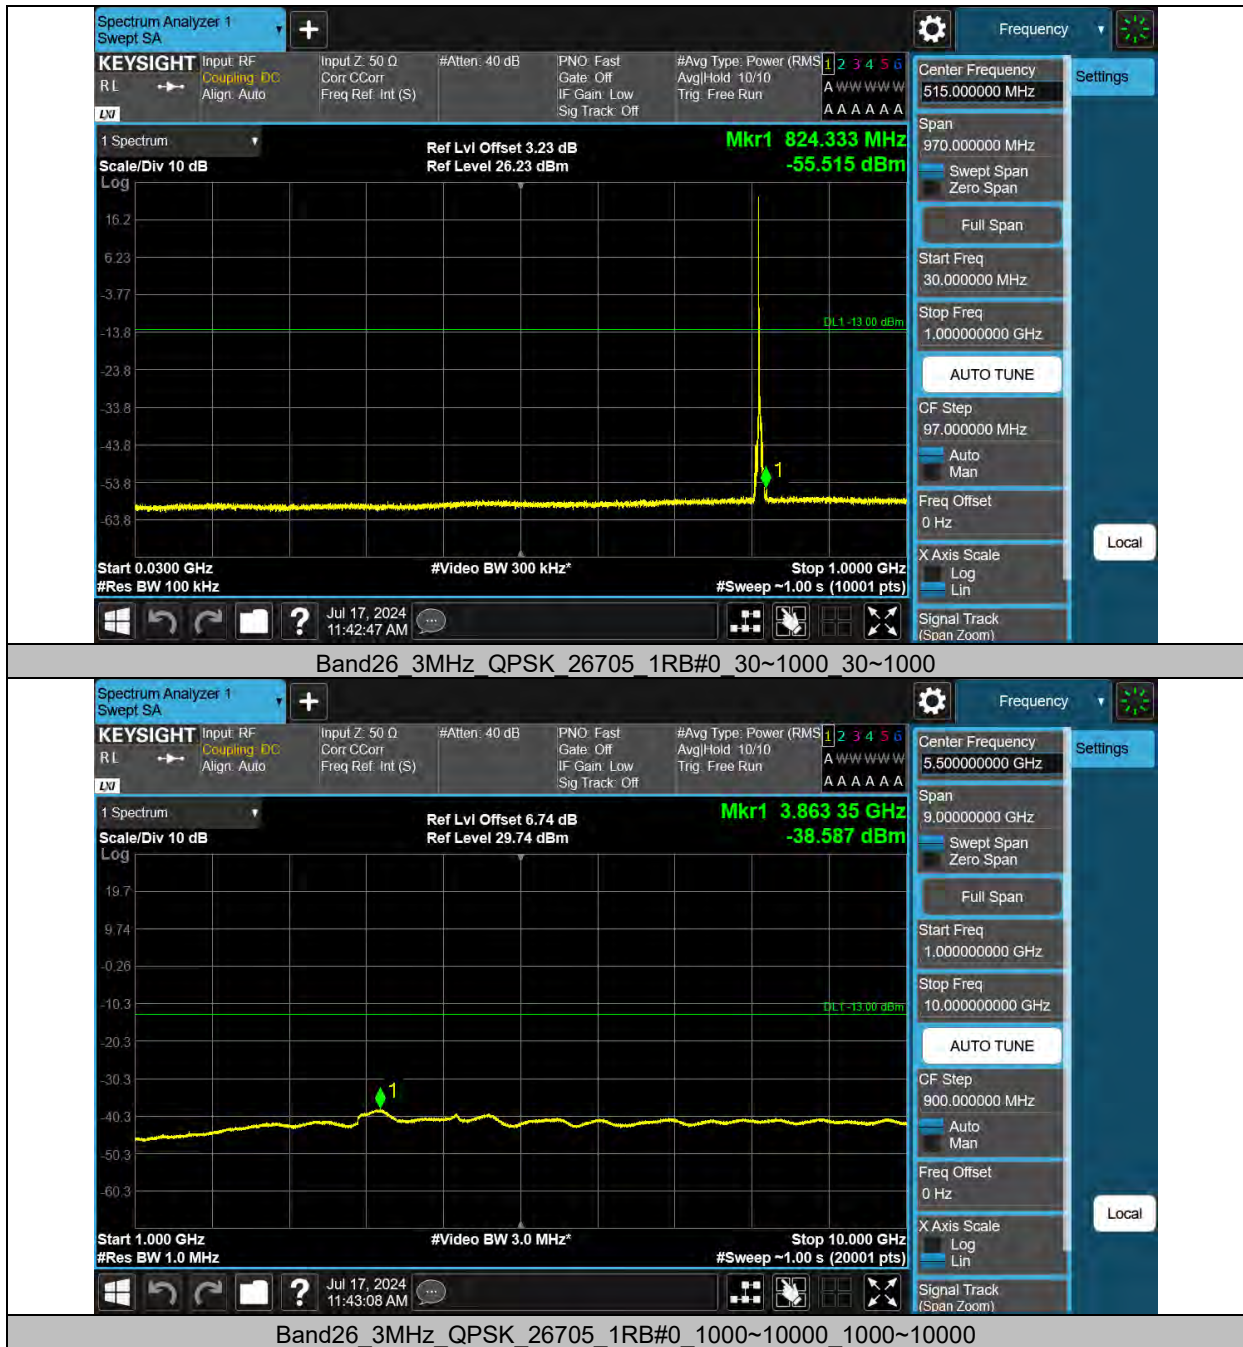 Spectrum Analyzer 1
Swept SA
Frequency
KEYSIGHT
RL
LXI
Input: RF
Coupling: DC
Align: Auto
Input Z: 50 Ω
Corr CCorr
Freq Ref: Int (S)
#Atten: 40 dB
PNO: Fast
Gate: Off
IF Gain: Low
Sig Track: Off
#Avg Type: Power (RMS
Avg|Hold: 10/10
Trig: Free Run
1 2 3 4 5 6
A W W W W W
A A A A A A
1 Spectrum
Scale/Div 10 dB
Log
Ref Lvl Offset 3.23 dB
Ref Level 26.23 dBm
Mkr1 824.333 MHz
-55.515 dBm
16.2
6.23
-3.77
-13.8
-23.8
-33.8
-43.8
-53.8
-63.8
DL1 -13.00 dBm
1
Start 0.0300 GHz
#Res BW 100 kHz
#Video BW 300 kHz*
Stop 1.0000 GHz
#Sweep ~1.00 s (10001 pts)
Jul 17, 2024
11:42:47 AM
Center Frequency
515.000000 MHz
Span
970.000000 MHz
Swept Span
Zero Span
Full Span
Start Freq
30.000000 MHz
Stop Freq
1.000000000 GHz
AUTO TUNE
CF Step
97.000000 MHz
Auto
Man
Freq Offset
0 Hz
X Axis Scale
Log
Lin
Signal Track
(Span Zoom)
Settings
Local
Band26_3MHz_QPSK_26705_1RB#0_30~1000_30~1000
Spectrum Analyzer 1
Swept SA
Frequency
KEYSIGHT
RL
LXI
Input: RF
Coupling: DC
Align: Auto
Input Z: 50 Ω
Corr CCorr
Freq Ref: Int (S)
#Atten: 40 dB
PNO: Fast
Gate: Off
IF Gain: Low
Sig Track: Off
#Avg Type: Power (RMS
Avg|Hold: 10/10
Trig: Free Run
1 2 3 4 5 6
A W W W W W
A A A A A A
1 Spectrum
Scale/Div 10 dB
Log
Ref Lvl Offset 6.74 dB
Ref Level 29.74 dBm
Mkr1 3.863 35 GHz
-38.587 dBm
19.7
9.74
-0.26
-10.3
-20.3
-30.3
-40.3
-50.3
-60.3
DL1 -13.00 dBm
1
Start 1.000 GHz
#Res BW 1.0 MHz
#Video BW 3.0 MHz*
Stop 10.000 GHz
#Sweep ~1.00 s (20001 pts)
Jul 17, 2024
11:43:08 AM
Center Frequency
5.500000000 GHz
Span
9.00000000 GHz
Swept Span
Zero Span
Full Span
Start Freq
1.000000000 GHz
Stop Freq
10.000000000 GHz
AUTO TUNE
CF Step
900.000000 MHz
Auto
Man
Freq Offset
0 Hz
X Axis Scale
Log
Lin
Signal Track
(Span Zoom)
Settings
Local
Band26_3MHz_QPSK_26705_1RB#0_1000~10000_1000~10000